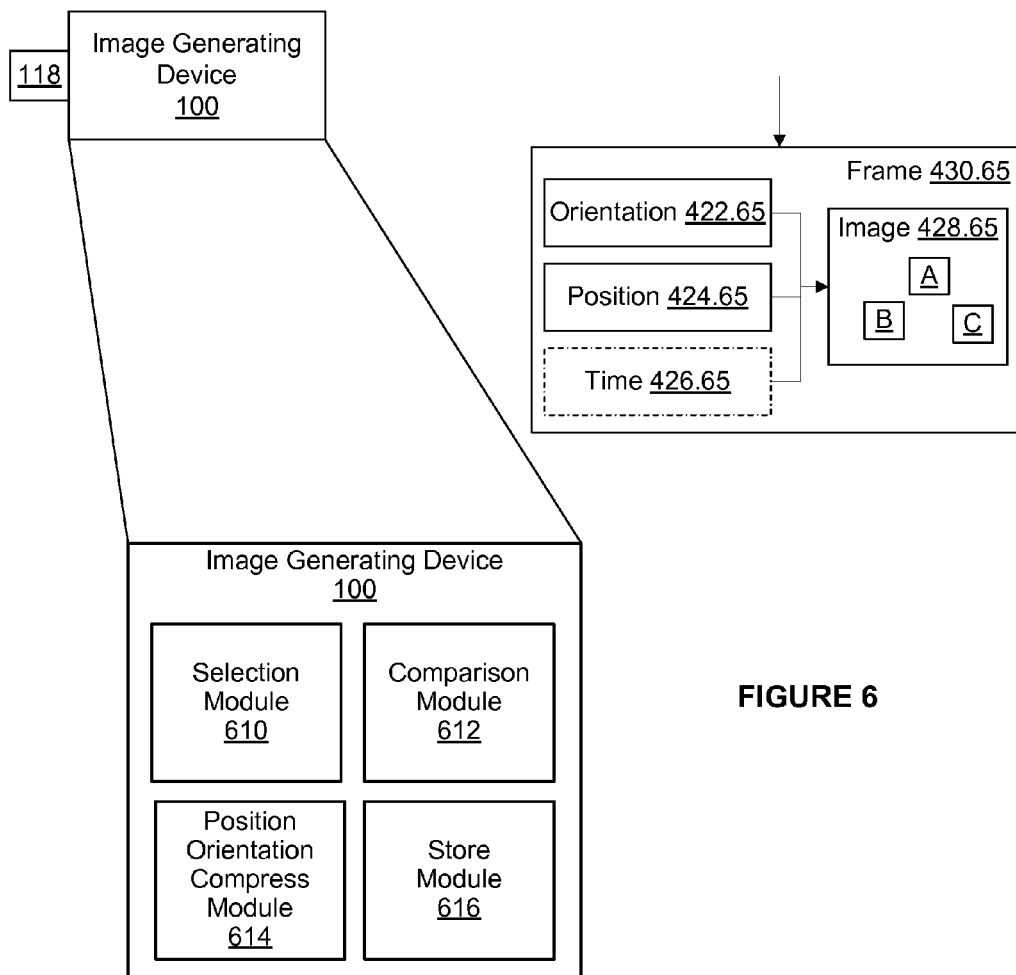 118
Image Generating
Device
100
Frame 430.65
Orientation 422.65
Position 424.65
Time 426.65
Image 428.65
A
B
C
Image Generating Device
100
Selection
Module
610
Comparison
Module
612
Position
Orientation
Compress
Module
614
Store
Module
616
FIGURE 6